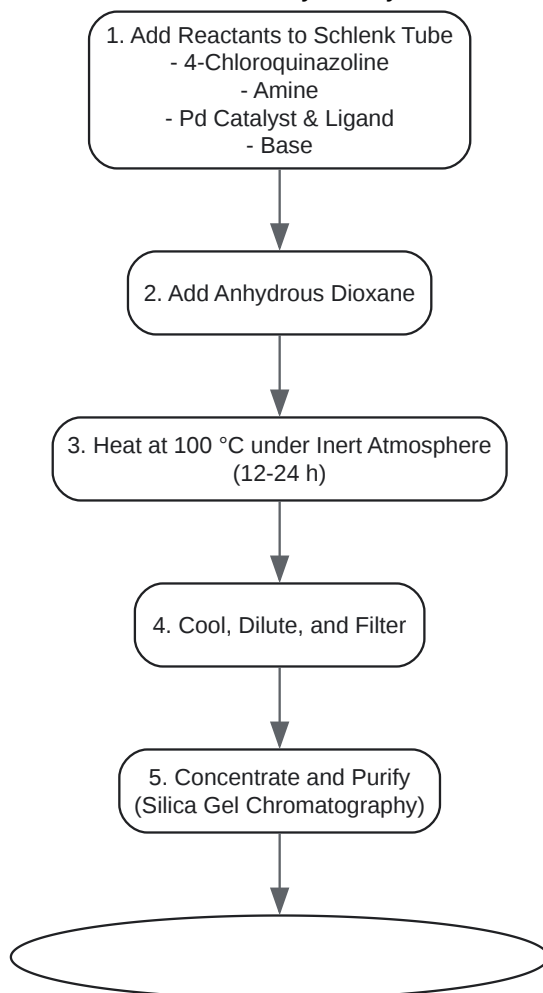 1. Add Reactants to Schlenk Tube
- 4-Chloroquinazoline
- Amine
- Pd Catalyst & Ligand
- Base
2. Add Anhydrous Dioxane
3. Heat at 100 °C under Inert Atmosphere
(12-24 h)
4. Cool, Dilute, and Filter
5. Concentrate and Purify
(Silica Gel Chromatography)